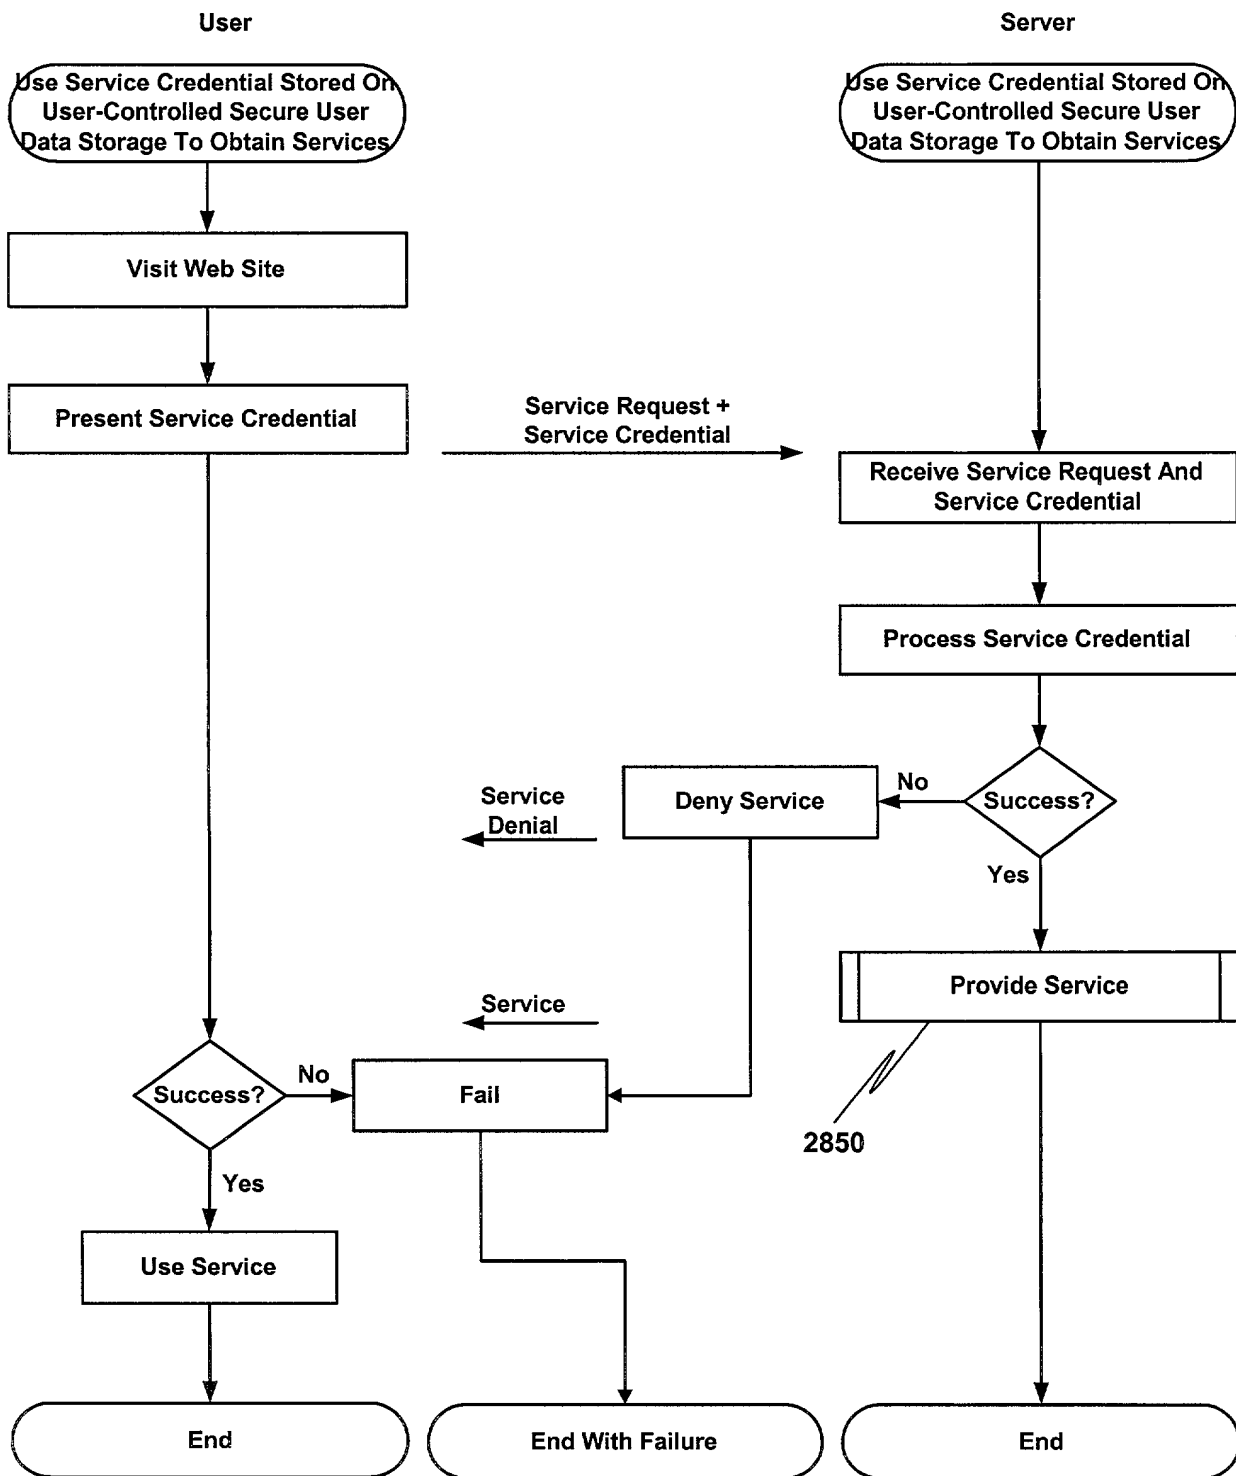 User
Server
Use Service Credential Stored On
User-Controlled Secure User
Data Storage To Obtain Services
Use Service Credential Stored On
User-Controlled Secure User
Data Storage To Obtain Services
Visit Web Site
Present Service Credential
Service Request +
Service Credential
Receive Service Request And
Service Credential
Process Service Credential
Success?
No
Deny Service
Service
Denial
Yes
Provide Service
2850
Service
Success?
No
Fail
Yes
Use Service
End
End With Failure
End